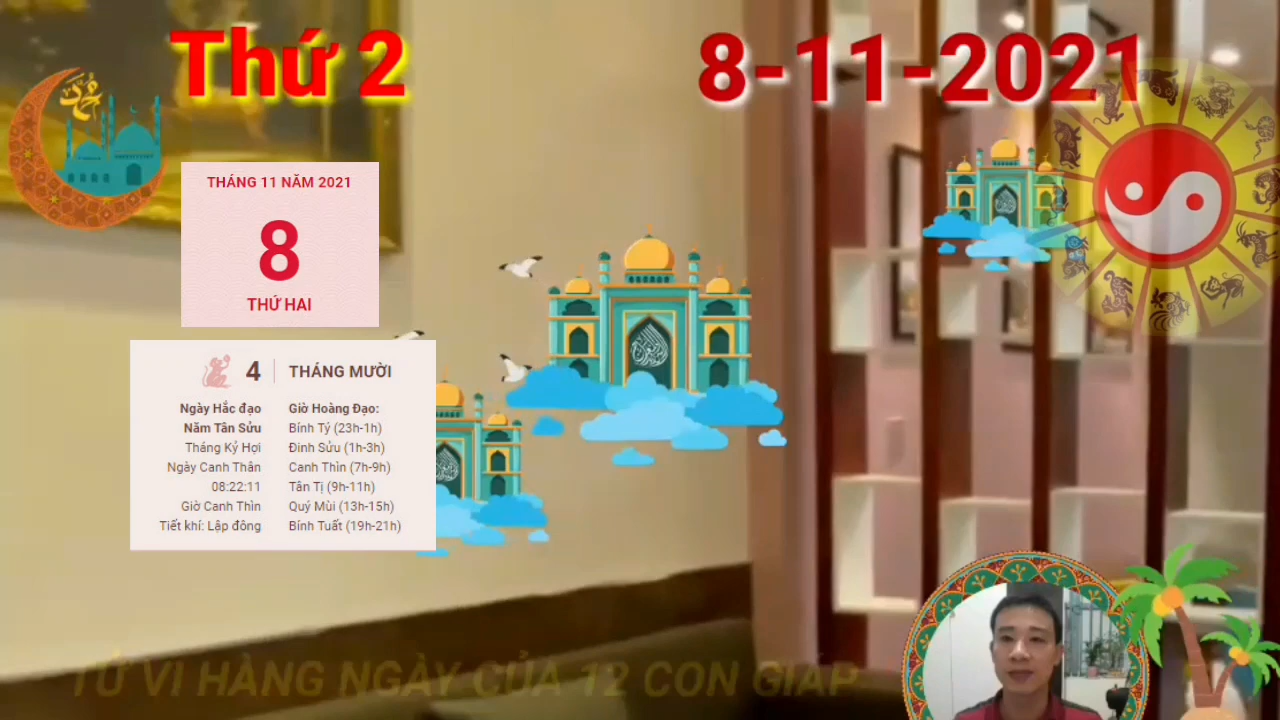 Thứ 2
8-11-2021
THÁNG 11 NĂM 2021
8
THỨ HAI
4 THÁNG MƯỜI
Ngày Hắc đạo
Năm Tân Sửu
Tháng Kỷ Hợi
Ngày Canh Thân
08:22:11
Giờ Canh Thìn
Tiết khí: Lập đông
Giờ Hoàng Đạo:
Bính Tý (23h-1h)
Đinh Sửu (1h-3h)
Canh Thìn (7h-9h)
Tân Tị (9h-11h)
Quý Mùi (13h-15h)
Bính Tuất (19h-21h)
TỬ VI HÀNG NGÀY CỦA 12 CON GIAP